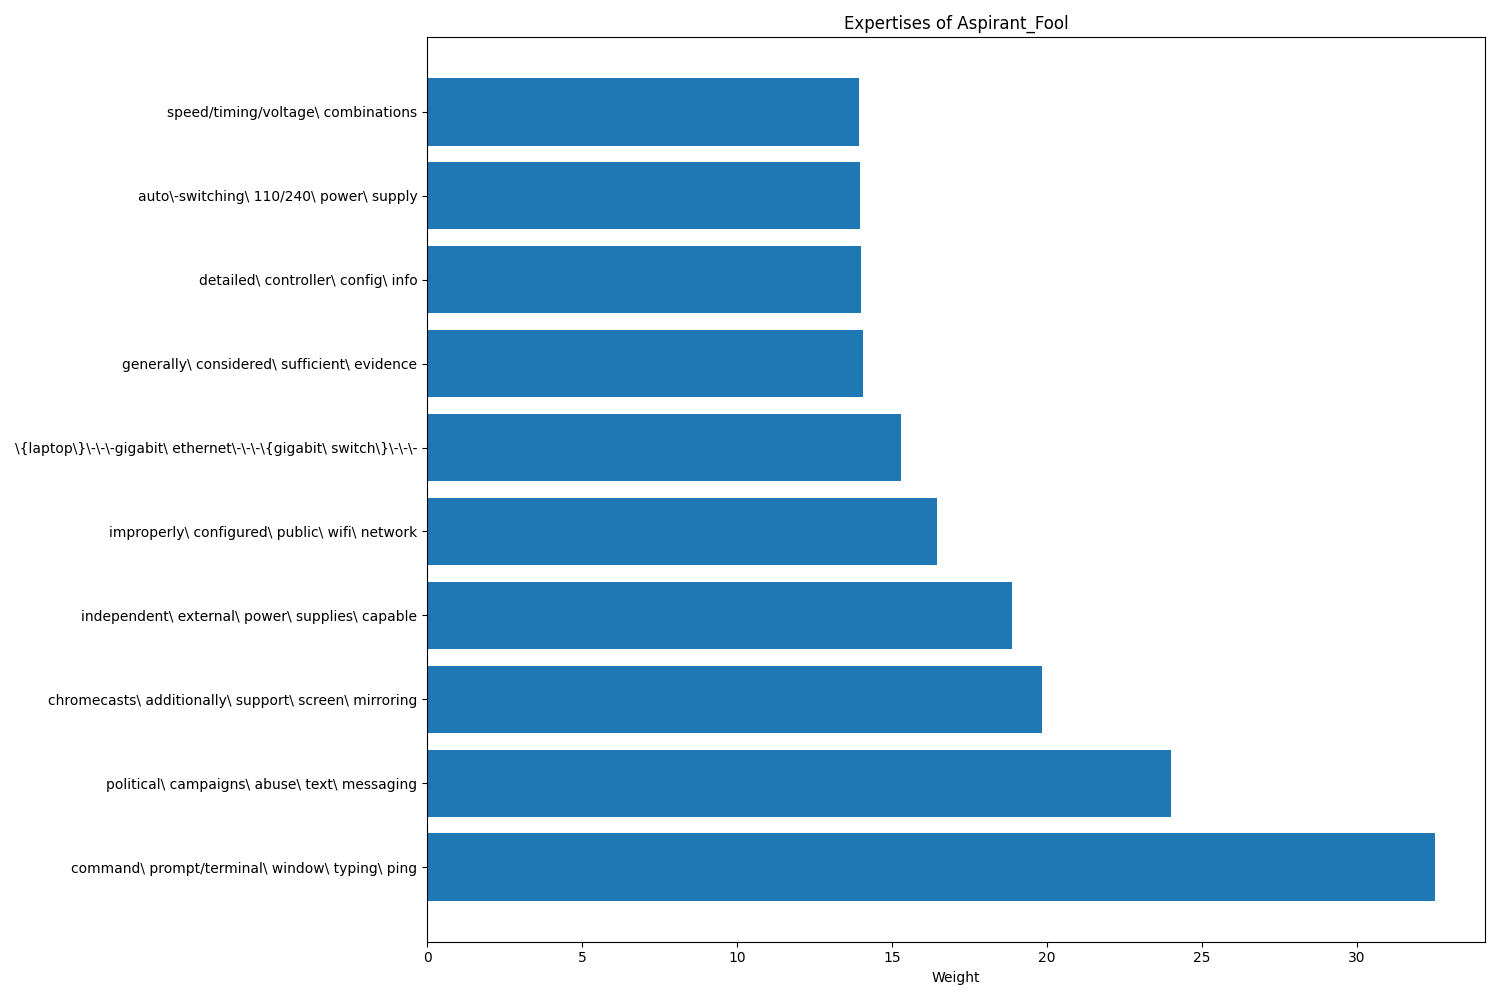 Expertises of Aspirant_Fool
speed/timing/voltage\ combinations
auto\-switching\ 110/240\ power\ supply
detailed\ controller\ config\ info
generally\ considered\ sufficient\ evidence
\{laptop\}\-\-\-gigabit\ ethernet\-\-\-\{gigabit\ switch\}\-\-\-
improperly\ configured\ public\ wifi\ network
independent\ external\ power\ supplies\ capable
chromecasts\ additionally\ support\ screen\ mirroring
political\ campaigns\ abuse\ text\ messaging
command\ prompt/terminal\ window\ typing\ ping
0 5 10 15 20 25 30
Weight